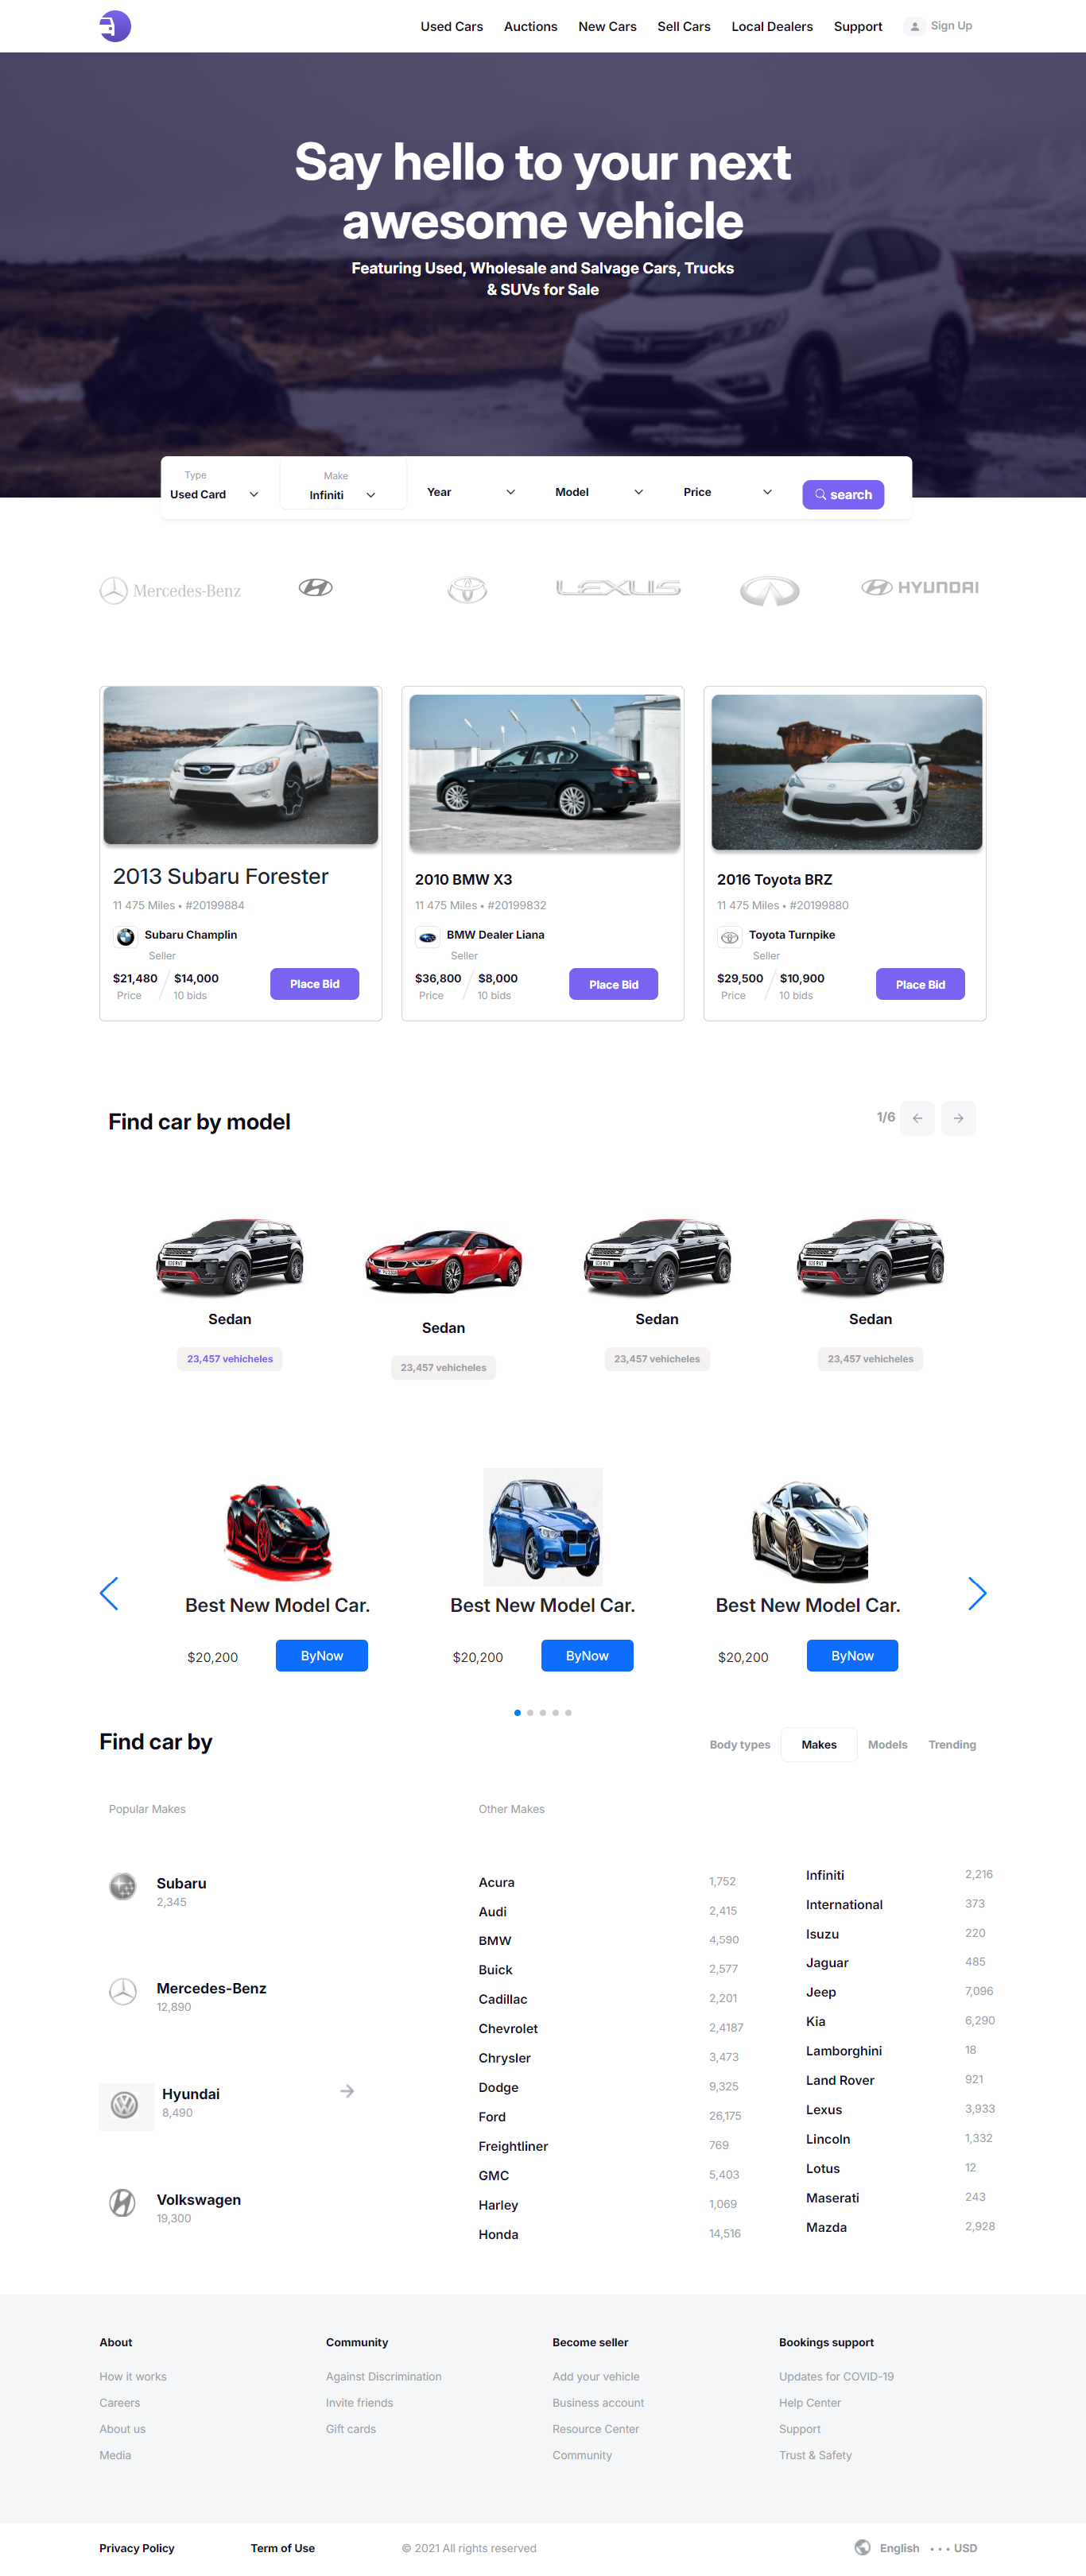 Used Cars Auctions New Cars Sell Cars Local Dealers Support Sign Up
Say hello to your next
awesome vehicle
Featuring Used, Wholesale and Salvage Cars, Trucks
& SUVs for Sale
Type
Used Card
Make
Infiniti
Year
Model
Price
search
Mercedes-Benz
LEXUS
HYUNDAI
2013 Subaru Forester
11 475 Miles • #20199884
Subaru Champlin
Seller
$21,480 $14,000
Price 10 bids
Place Bid
2010 BMW X3
11 475 Miles • #20199832
BMW Dealer Liana
Seller
$36,800 $8,000
Price 10 bids
Place Bid
2016 Toyota BRZ
11 475 Miles • #20199880
Toyota Turnpike
Seller
$29,500 $10,900
Price 10 bids
Place Bid
Find car by model
1/6
Sedan
23,457 vehicheles
Sedan
23,457 vehicheles
Sedan
23,457 vehicheles
Sedan
23,457 vehicheles
Best New Model Car.
$20,200 ByNow
Best New Model Car.
$20,200 ByNow
Best New Model Car.
$20,200 ByNow
Find car by
Body types Makes Models Trending
Popular Makes
Subaru
2,345
Mercedes-Benz
12,890
Hyundai
8,490
Volkswagen
19,300
Other Makes
Acura 1,752
Audi 2,415
BMW 4,590
Buick 2,577
Cadillac 2,201
Chevrolet 2,4187
Chrysler 3,473
Dodge 9,325
Ford 26,175
Freightliner 769
GMC 5,403
Harley 1,069
Honda 14,516
Infiniti 2,216
International 373
Isuzu 220
Jaguar 485
Jeep 7,096
Kia 6,290
Lamborghini 18
Land Rover 921
Lexus 3,933
Lincoln 1,332
Lotus 12
Maserati 243
Mazda 2,928
About
How it works
Careers
About us
Media
Community
Against Discrimination
Invite friends
Gift cards
Become seller
Add your vehicle
Business account
Resource Center
Community
Bookings support
Updates for COVID-19
Help Center
Support
Trust & Safety
Privacy Policy Term of Use © 2021 All rights reserved English • • • USD